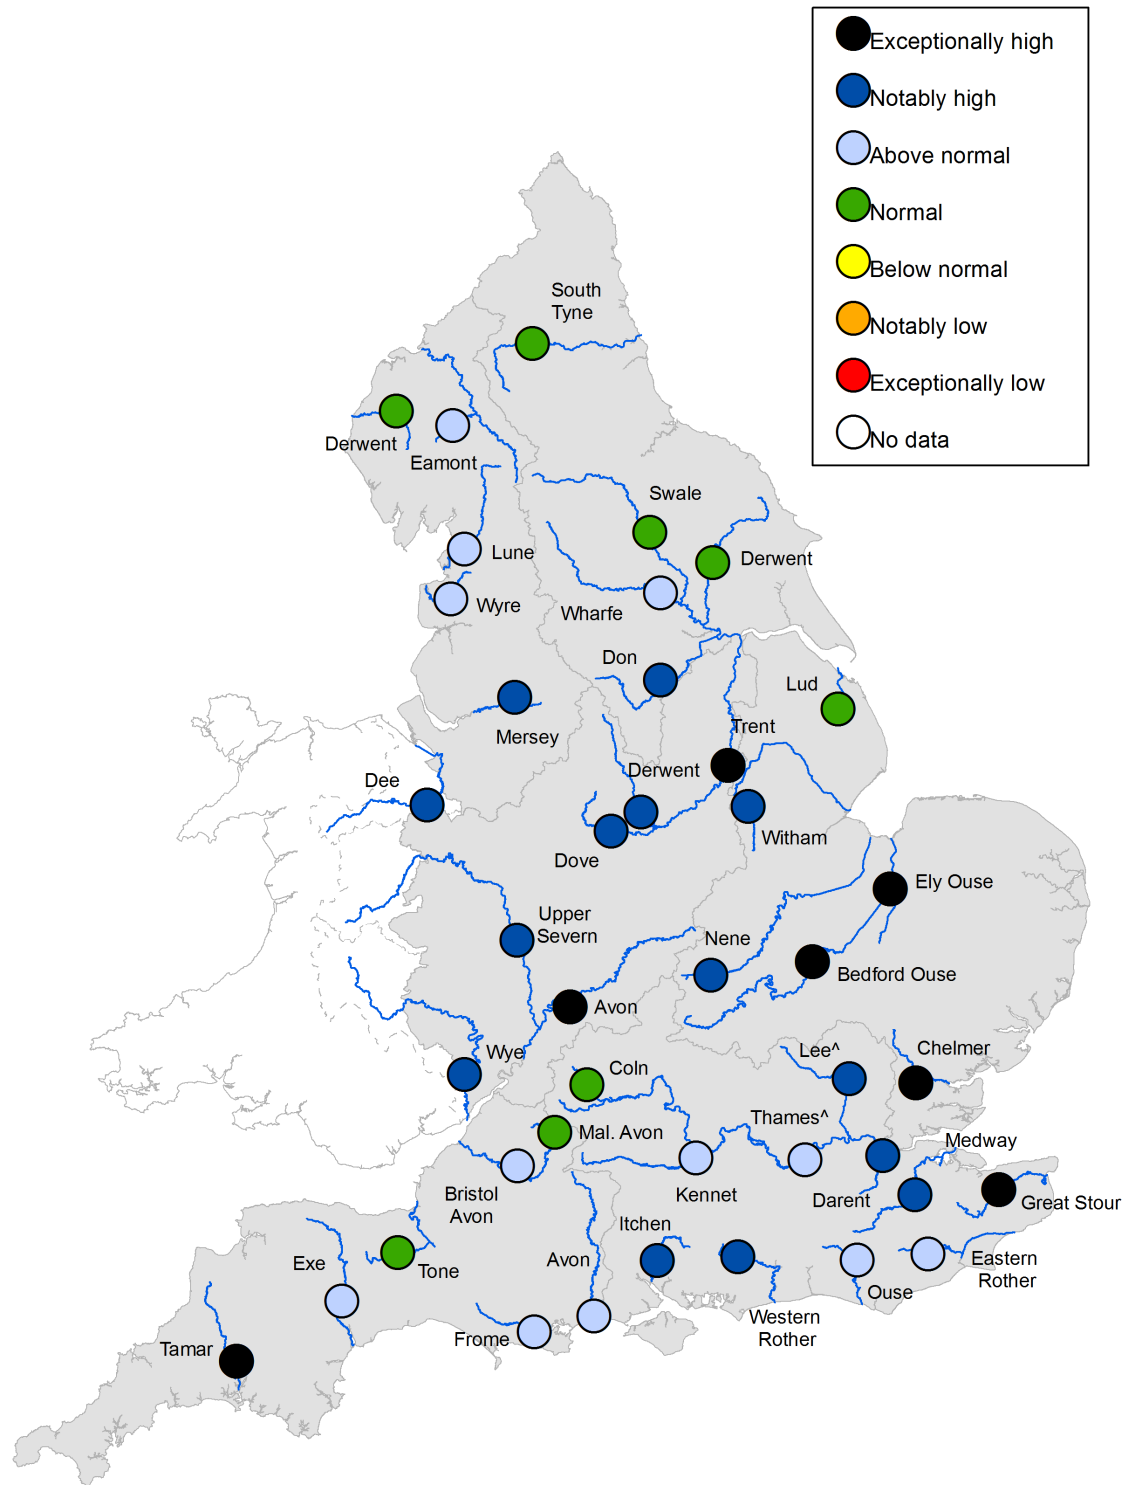 Exceptionally high
Notably high
Above normal
Normal
Below normal
Notably low
Exceptionally low
No data
South
Tyne
Derwent
Eamont
Swale
Lune
Derwent
Wyre
Wharfe
Don
Lud
Mersey
Trent
Derwent
Dee
Witham
Dove
Ely Ouse
Upper
Severn
Nene
Bedford Ouse
Avon
Wye
Lee^
Chelmer
Coln
Thames^
Mal. Avon
Medway
Bristol
Avon
Kennet
Darent
Great Stour
Itchen
Exe
Tone
Avon
Eastern
Rother
Ouse
Western
Rother
Frome
Tamar